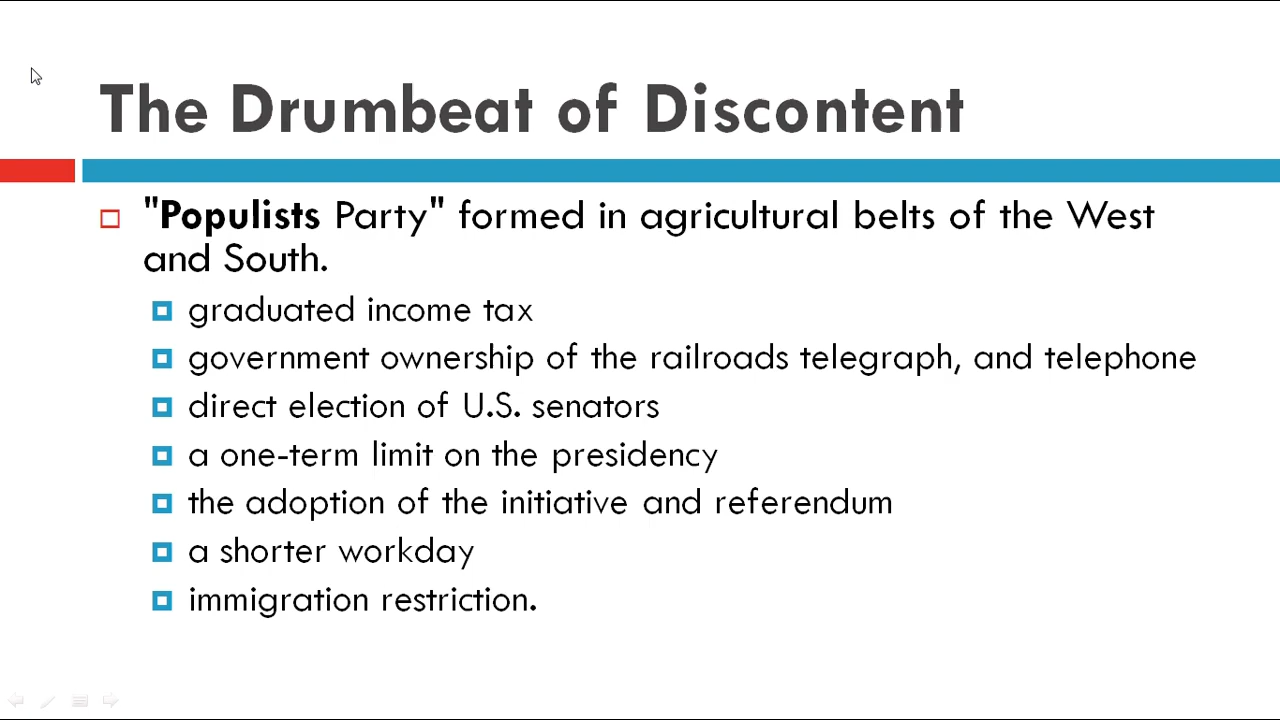 The Drumbeat of Discontent
"Populists Party" formed in agricultural belts of the West
and South.
graduated income tax
government ownership of the railroads telegraph, and telephone
direct election of U.S. senators
a one-term limit on the presidency
the adoption of the initiative and referendum
a shorter workday
immigration restriction.